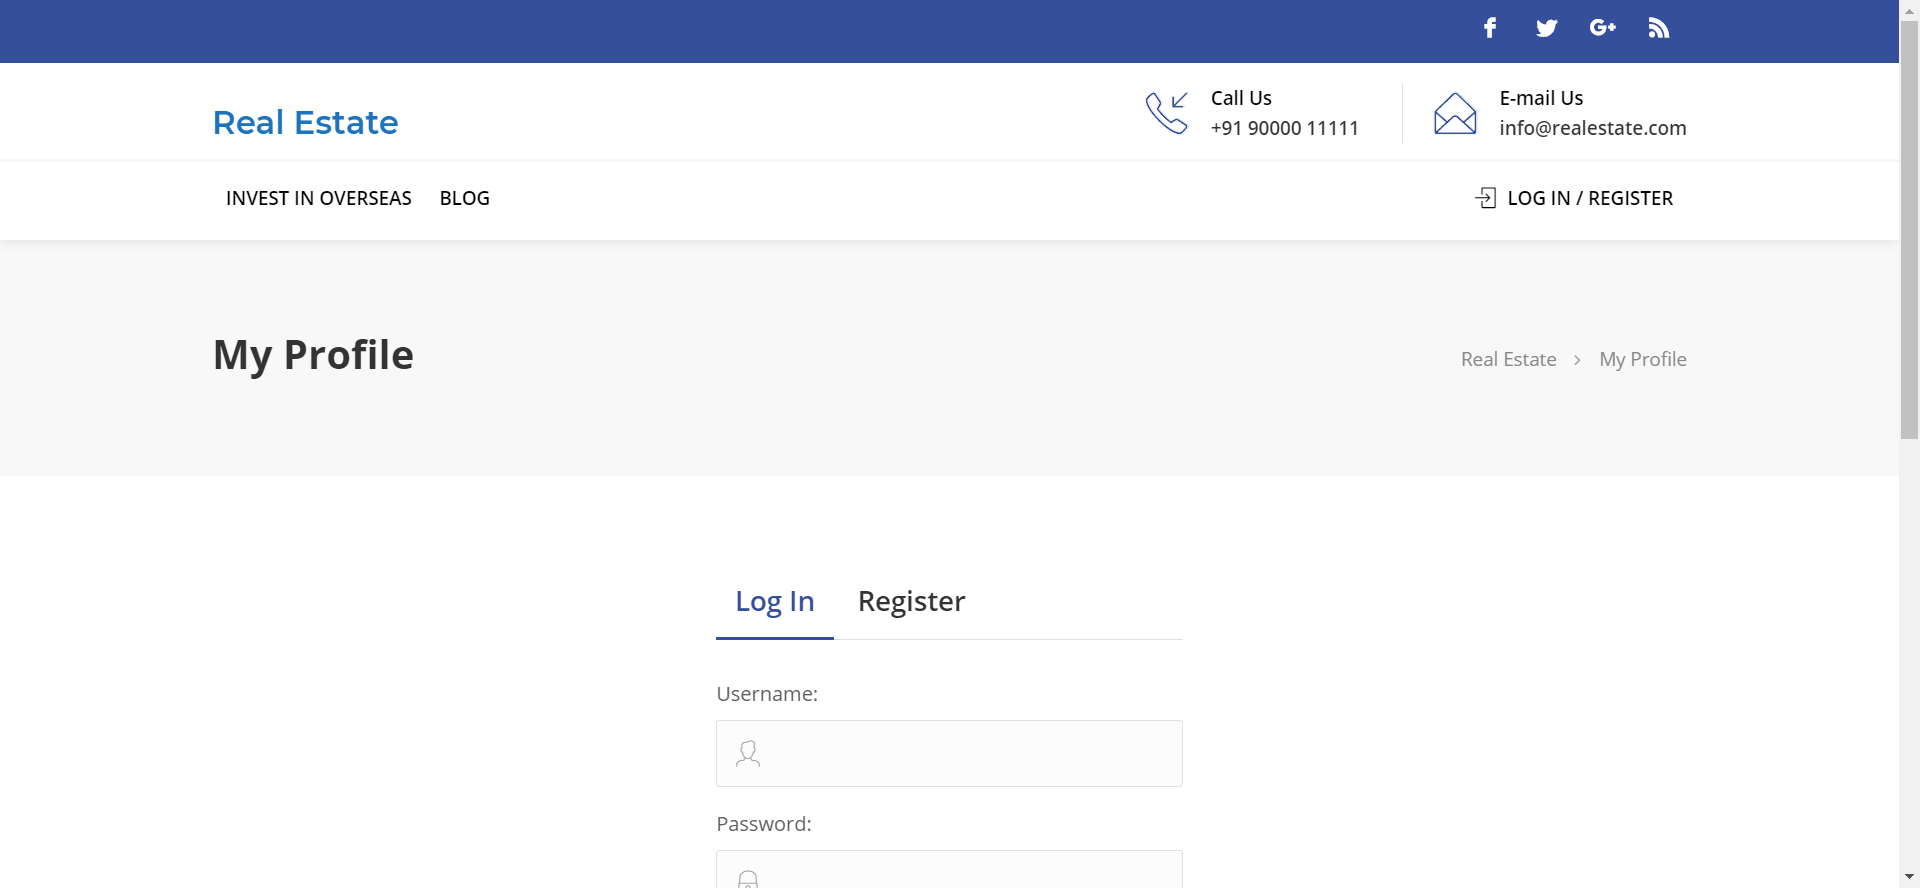 Real Estate
Call Us
+91 90000 11111
E-mail Us
info@realestate.com
INVEST IN OVERSEAS
BLOG
LOG IN / REGISTER
My Profile
Real Estate > My Profile
Log In
Register
Username:
Password: